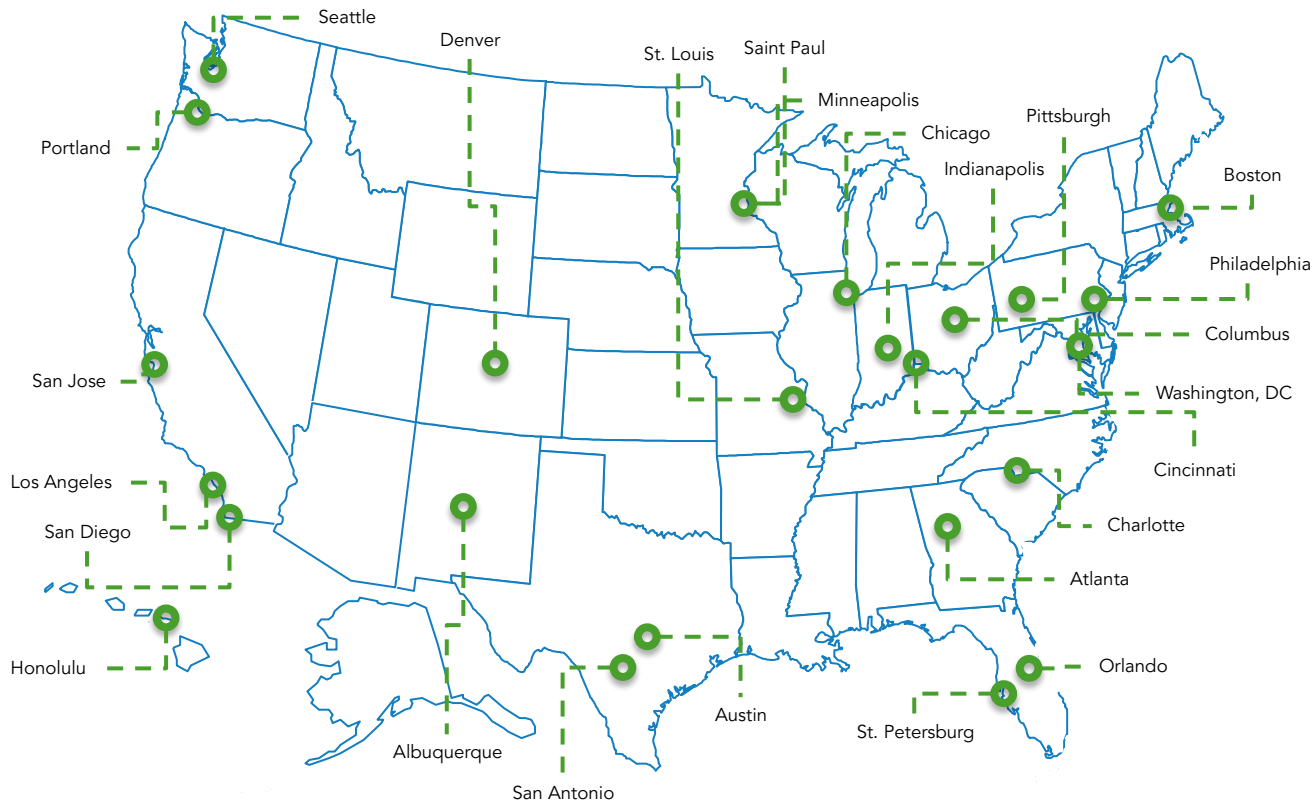 Seattle
Denver
St. Louis
Saint Paul
Minneapolis
Chicago
Pittsburgh
Indianapolis
Portland
Boston
Philadelphia
Columbus
San Jose
Washington, DC
Cincinnati
Los Angeles
San Diego
Charlotte
Atlanta
Honolulu
Orlando
Austin
St. Petersburg
Albuquerque
San Antonio